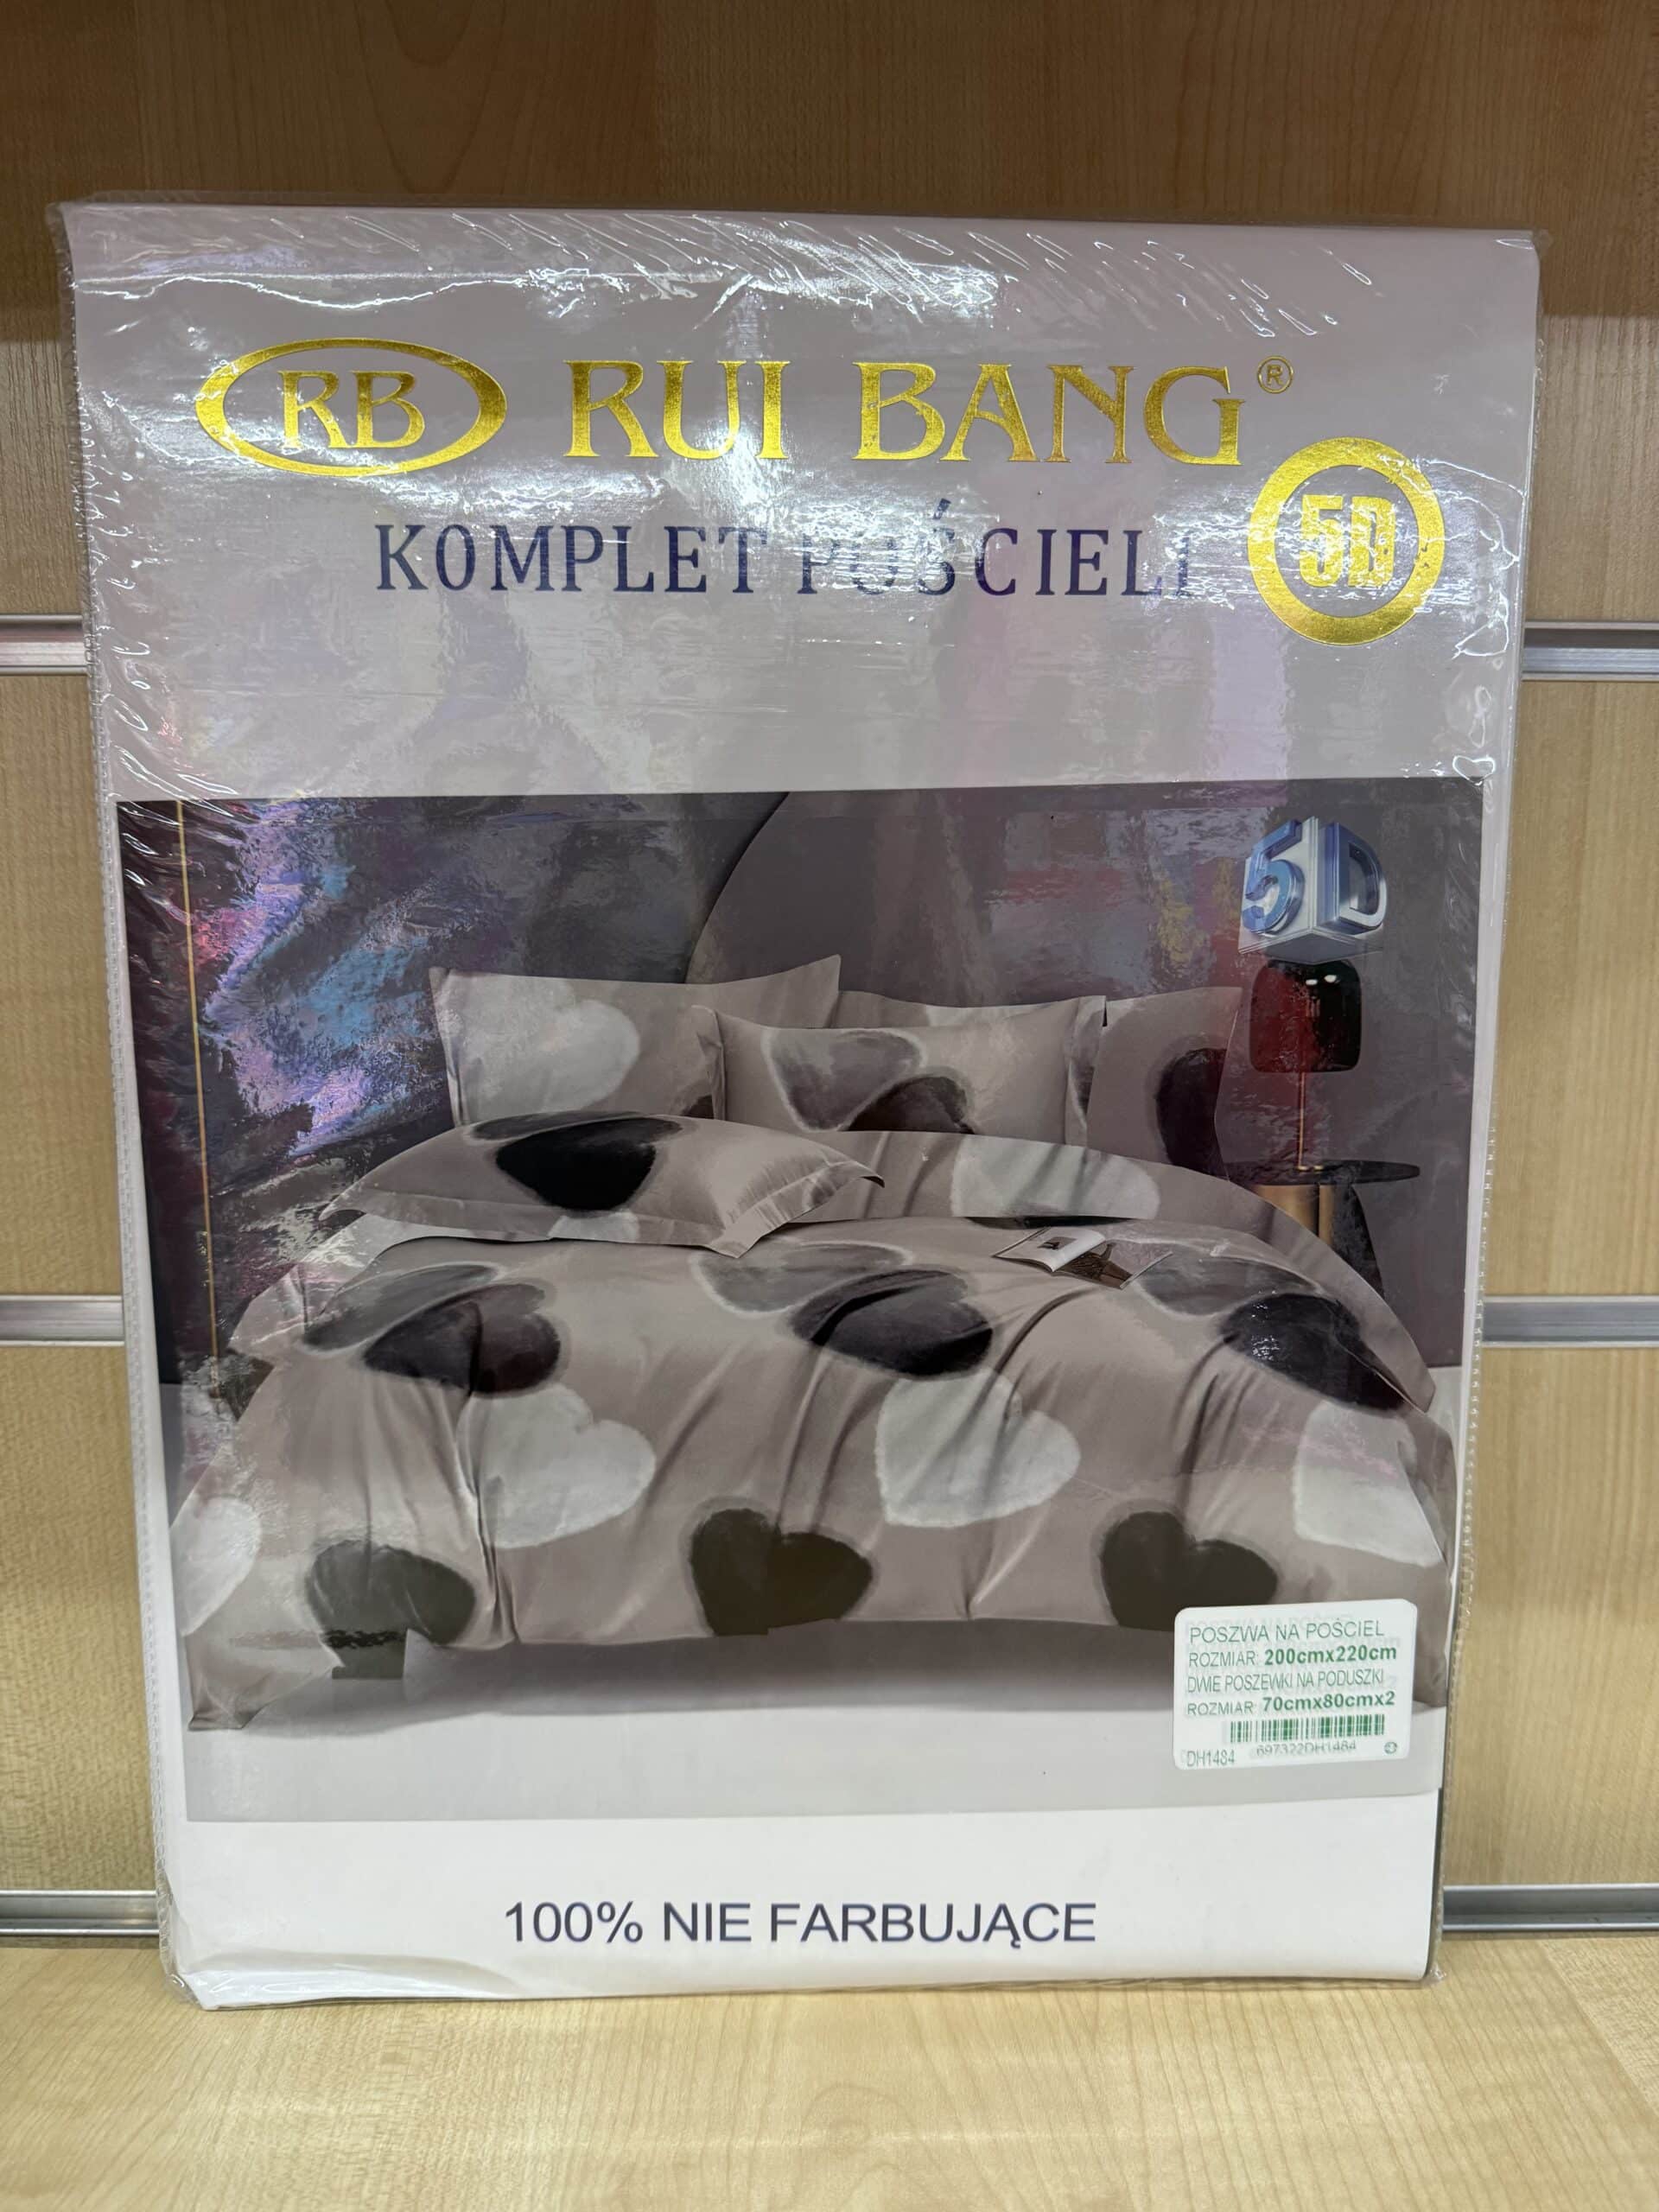 RB RUI BANG®
KOMPLET POŚCIELI
5D
5D
POSZWA NA POŚCIEL
ROZMIAR: 200cmx220cm
DWIE POSZEWKI NA PODUSZKI
ROZMIAR: 70cmx80cmx2
697322DH1484
DH1484
100% NIE FARBUJĄCE